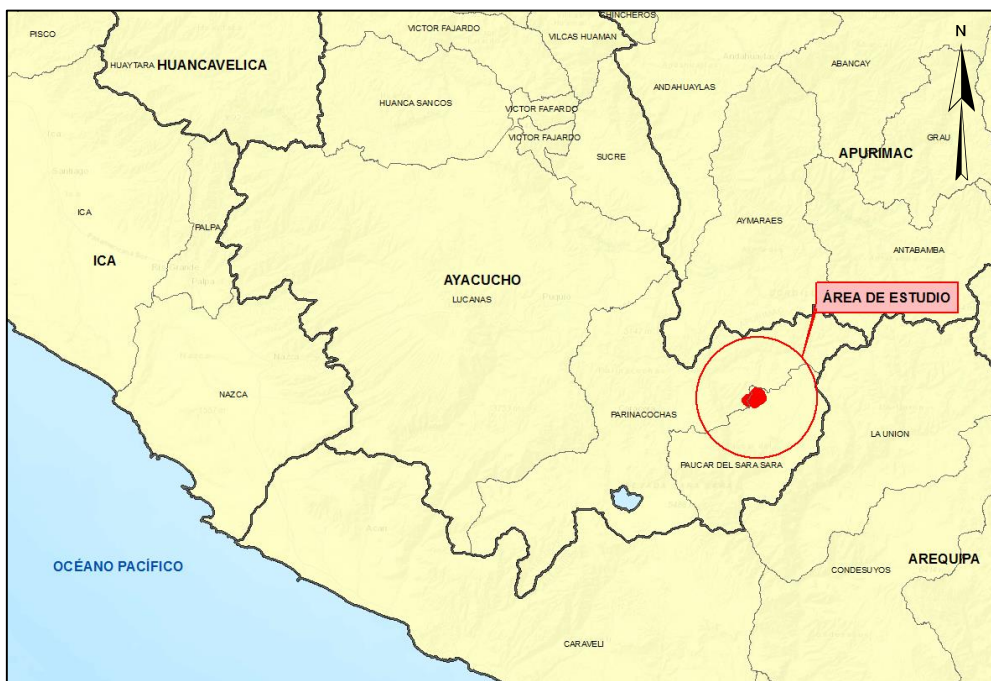 CHINCHEROS
VICTOR FAJARDO
PISCO
VILCAS HUAMAN
N
HUAYTARA
HUANCAVELICA
ABANCAY
ANDAHUAYLAS
HUANCA SANCOS
VICTOR FAFARDO
VICTOR FAJARDO
GRAU
APURIMAC
SUCRE
ICA
AYMARAES
PALPA
ANTABAMBA
ICA
AYACUCHO
LUCANAS
ÁREA DE ESTUDIO
NAZCA
PARINACOCHAS
LA UNION
PAUCAR DEL SARA SARA
OCÉANO PACÍFICO
AREQUIPA
CONDESUYOS
CARAVELI